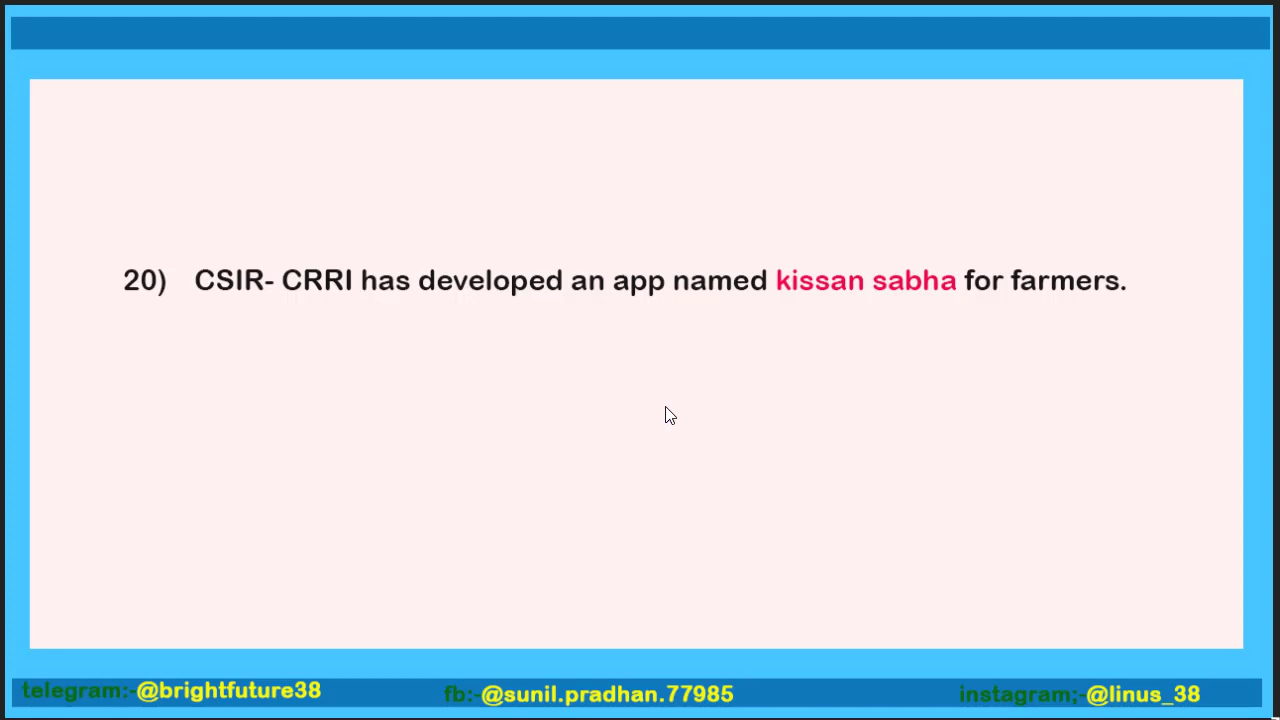 20) CSIR- CRRI has developed an app named kissan sabha for farmers.
telegram:-@brightfuture38 fb:-@sunil.pradhan.77985 instagram;-@linus_38